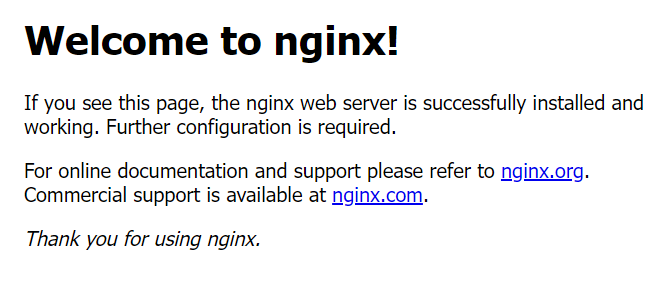 Welcome to nginx!
If you see this page, the nginx web server is successfully installed and
working. Further configuration is required.
For online documentation and support please refer to nginx.org.
Commercial support is available at nginx.com.
Thank you for using nginx.